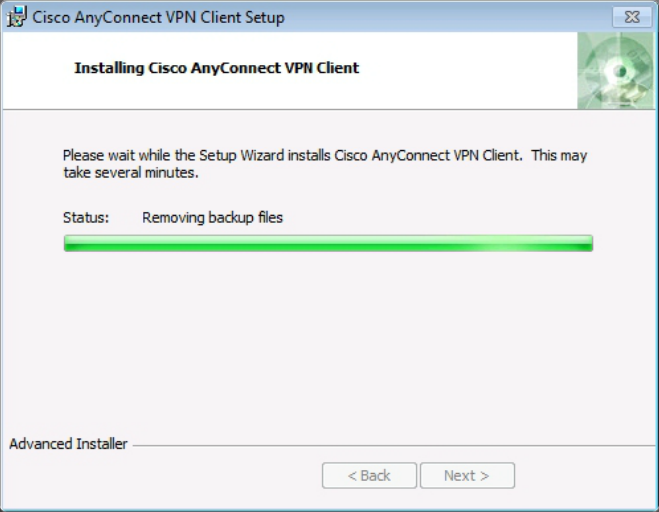 Cisco AnyConnect VPN Client Setup
Installing Cisco AnyConnect VPN Client
Please wait while the Setup Wizard installs Cisco AnyConnect VPN Client. This may
take several minutes.
Status: Removing backup files
Advanced Installer
< Back Next >